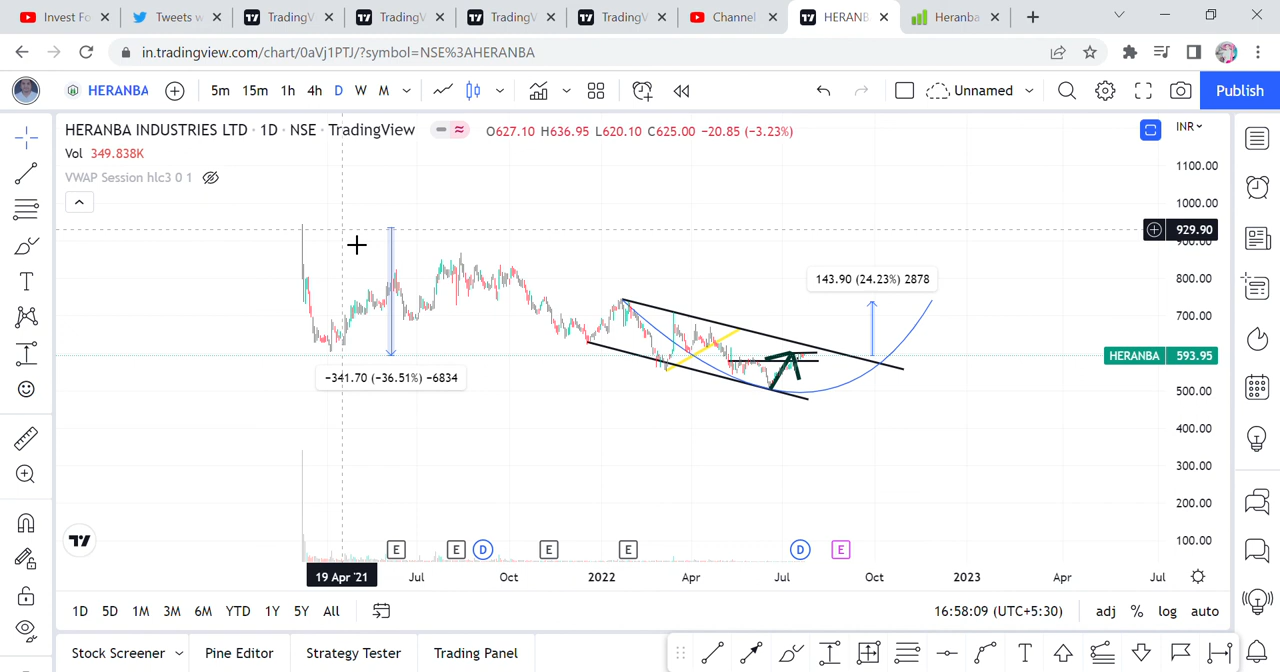 Invest Fo
Tweets w
TradingV
TradingV
TradingV
TradingV
Channel
HERANB
Heranba
in.tradingview.com/chart/0aVj1PTJ/?symbol=NSE%3AHERANBA
HERANBA
5m 15m 1h 4h D W M
Unnamed
Publish
HERANBA INDUSTRIES LTD · 1D · NSE · TradingView
O627.10 H636.95 L620.10 C625.00 −20.85 (−3.23%)
INR
Vol 349.838K
VWAP Session hlc3 0 1
1100.00
1000.00
929.90
900.00
800.00
143.90 (24.23%) 2878
700.00
HERANBA 593.95
−341.70 (−36.51%) −6834
500.00
400.00
300.00
200.00
100.00
E E D E E D E
19 Apr '21 Jul Oct 2022 Apr Jul Oct 2023 Apr Jul
1D 5D 1M 3M 6M YTD 1Y 5Y All
16:58:09 (UTC+5:30) adj % log auto
Stock Screener Pine Editor Strategy Tester Trading Panel